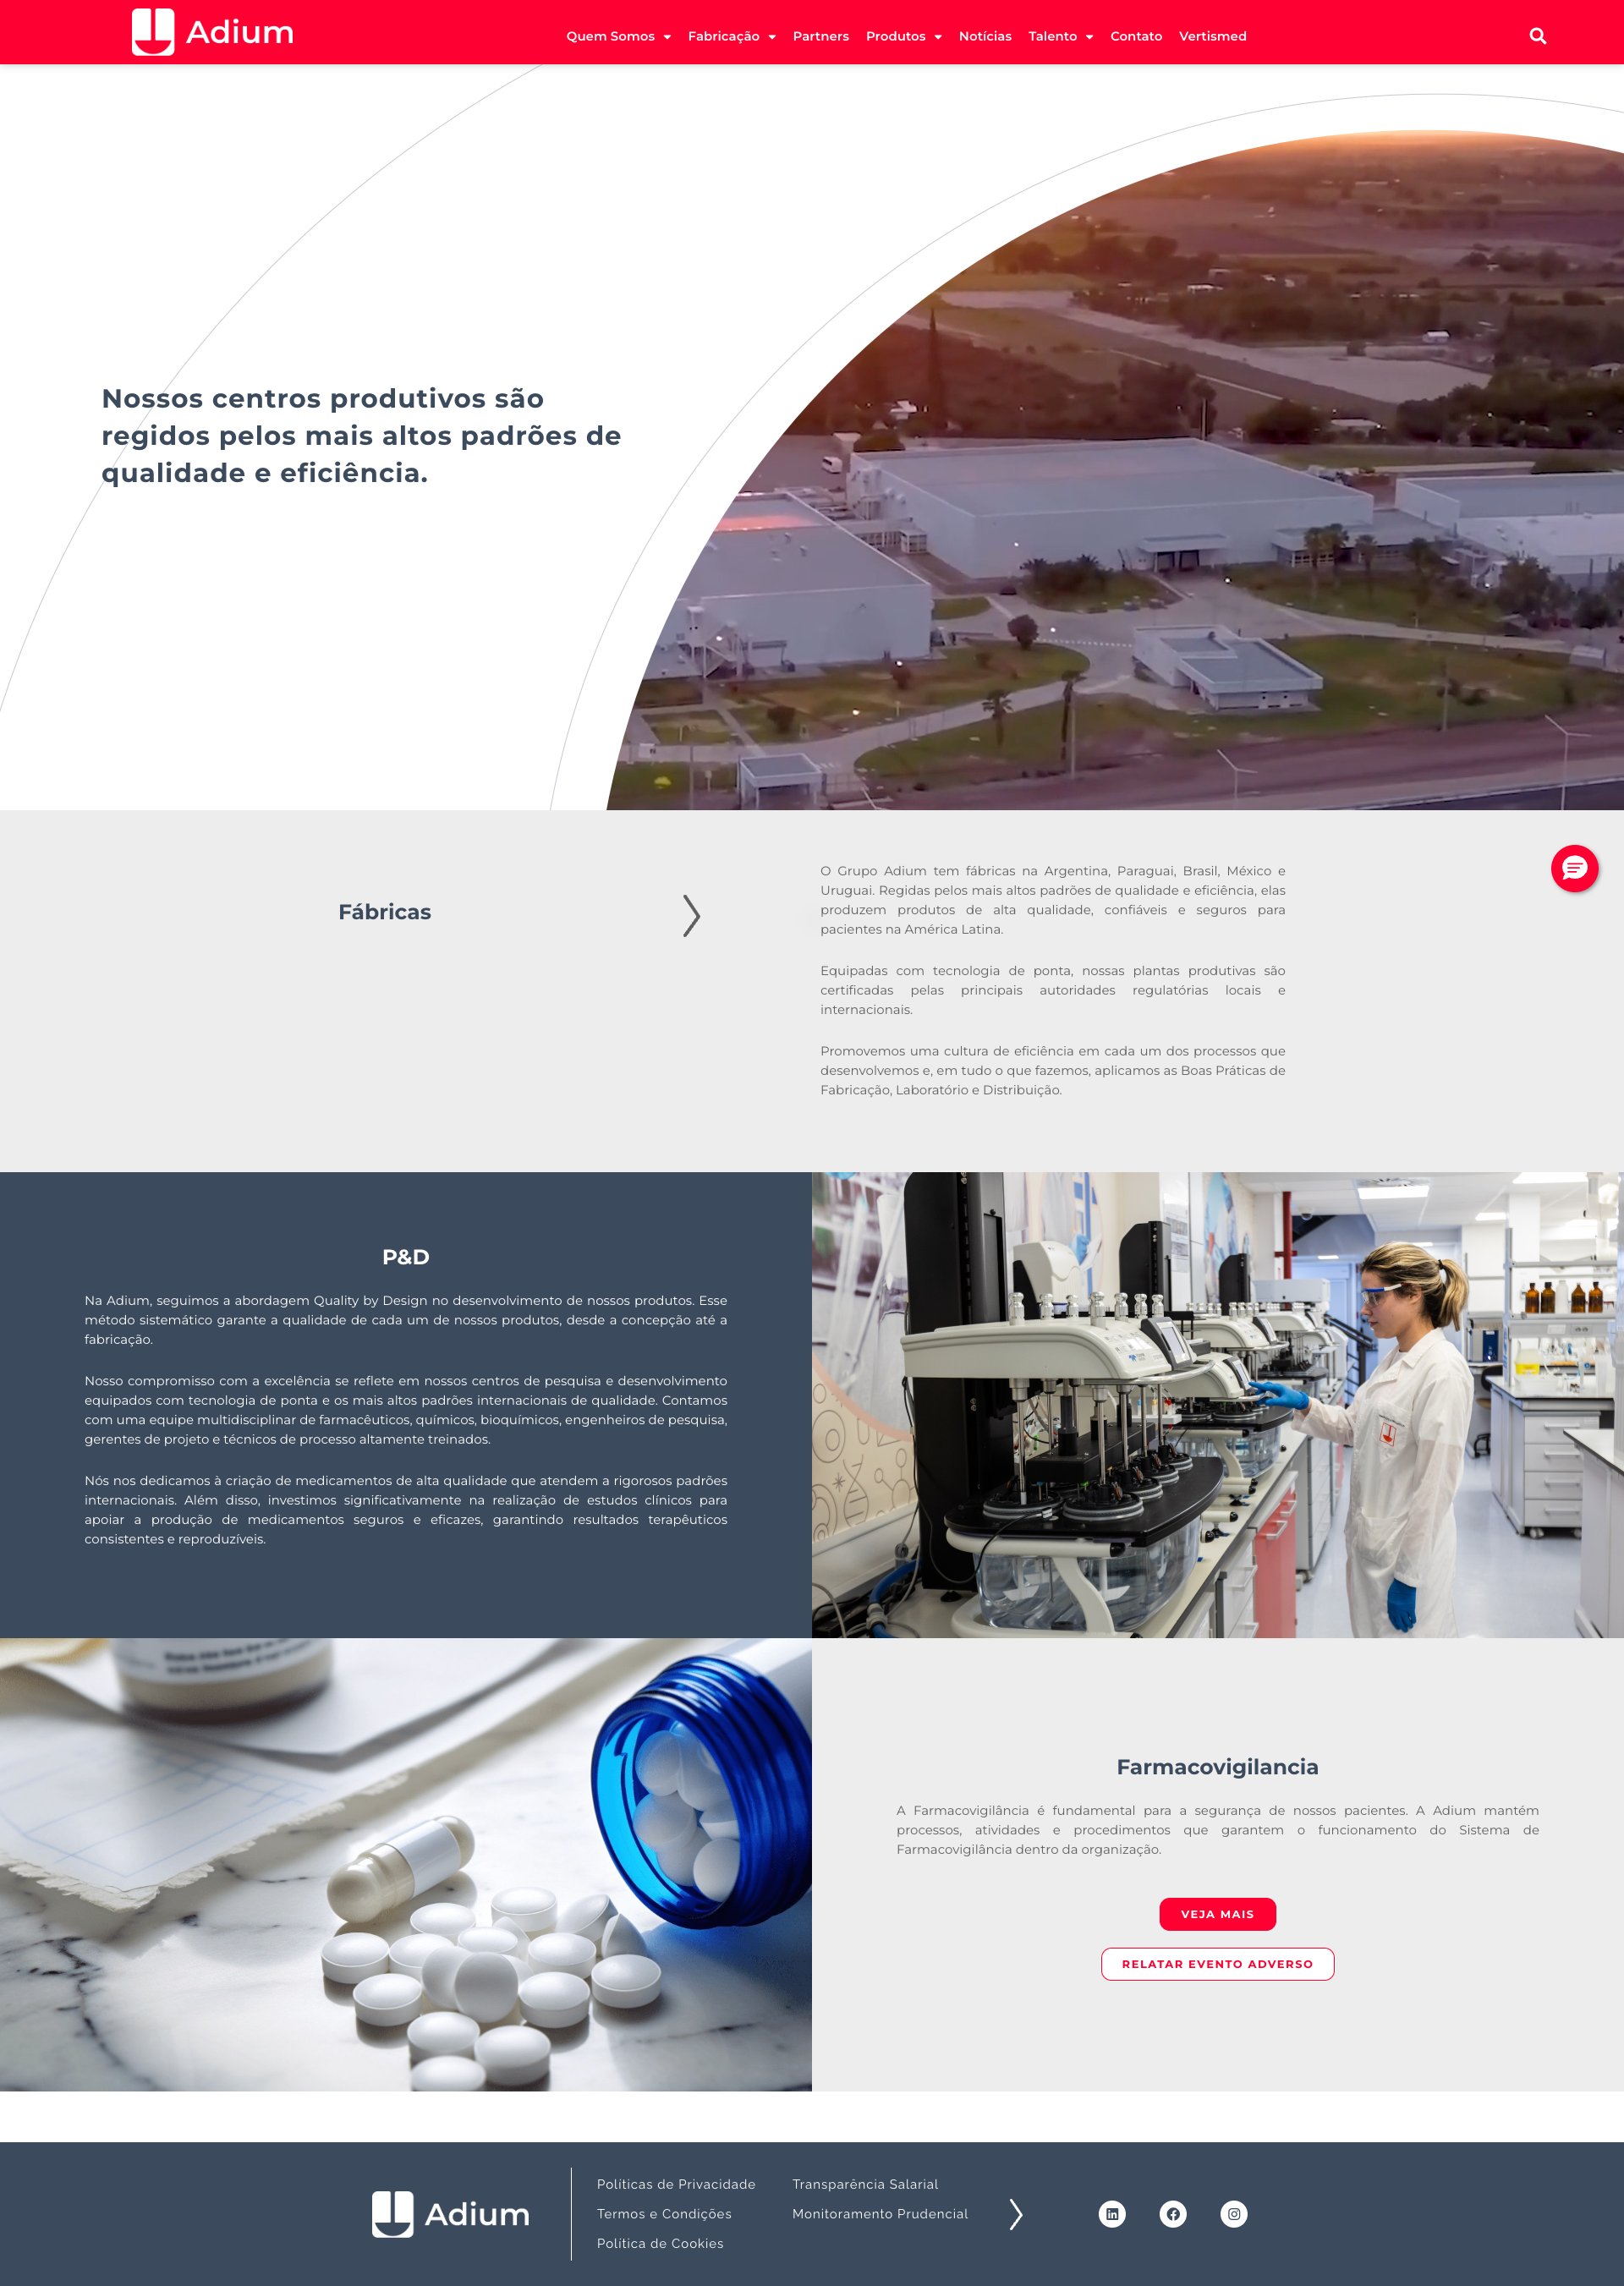 Adium
Quem Somos Fabricação Partners Produtos Notícias Talento Contato Vertismed
Nossos centros produtivos são
regidos pelos mais altos padrões de
qualidade e eficiência.
Fábricas
O Grupo Adium tem fábricas na Argentina, Paraguai, Brasil, México e
Uruguai. Regidas pelos mais altos padrões de qualidade e eficiência, elas
produzem produtos de alta qualidade, confiáveis e seguros para
pacientes na América Latina.
Equipadas com tecnologia de ponta, nossas plantas produtivas são
certificadas pelas principais autoridades regulatórias locais e
internacionais.
Promovemos uma cultura de eficiência em cada um dos processos que
desenvolvemos e, em tudo o que fazemos, aplicamos as Boas Práticas de
Fabricação, Laboratório e Distribuição.
P&D
Na Adium, seguimos a abordagem Quality by Design no desenvolvimento de nossos produtos. Esse
método sistemático garante a qualidade de cada um de nossos produtos, desde a concepção até a
fabricação.
Nosso compromisso com a excelência se reflete em nossos centros de pesquisa e desenvolvimento
equipados com tecnologia de ponta e os mais altos padrões internacionais de qualidade. Contamos
com uma equipe multidisciplinar de farmacêuticos, químicos, bioquímicos, engenheiros de pesquisa,
gerentes de projeto e técnicos de processo altamente treinados.
Nós nos dedicamos à criação de medicamentos de alta qualidade que atendem a rigorosos padrões
internacionais. Além disso, investimos significativamente na realização de estudos clínicos para
apoiar a produção de medicamentos seguros e eficazes, garantindo resultados terapêuticos
consistentes e reproduzíveis.
Farmacovigilancia
A Farmacovigilância é fundamental para a segurança de nossos pacientes. A Adium mantém
processos, atividades e procedimentos que garantem o funcionamento do Sistema de
Farmacovigilância dentro da organização.
VEJA MAIS
RELATAR EVENTO ADVERSO
Adium
Políticas de Privacidade
Termos e Condições
Política de Cookies
Transparência Salarial
Monitoramento Prudencial